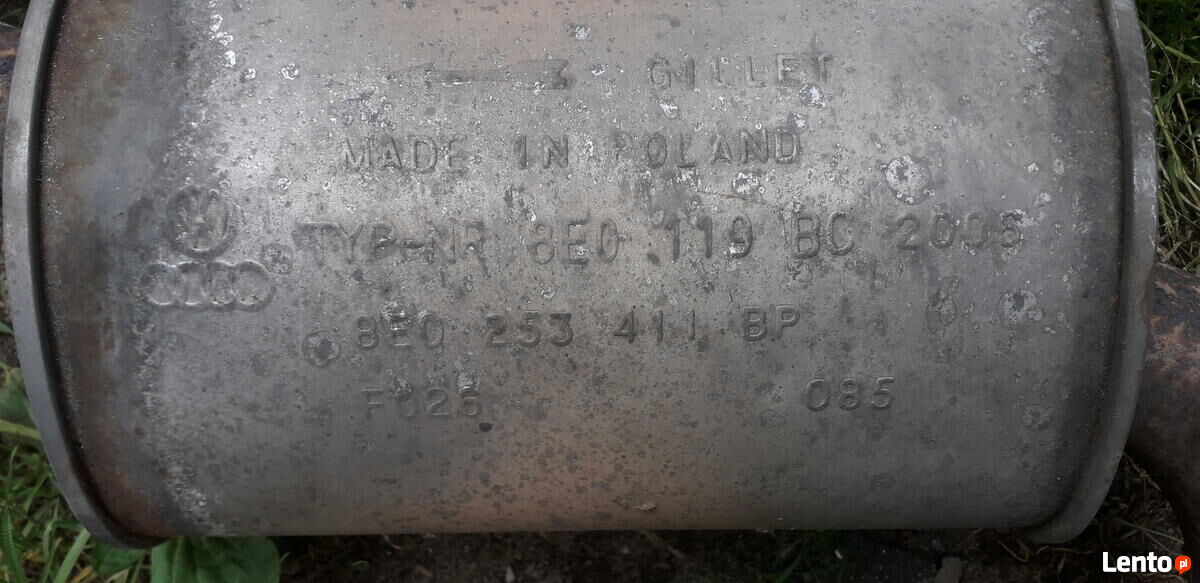 GILLET
MADE IN POLAND
TYP-NR 8E0 119 BC 2006
8E0 253 411 BP
F026 085
Lento.pl